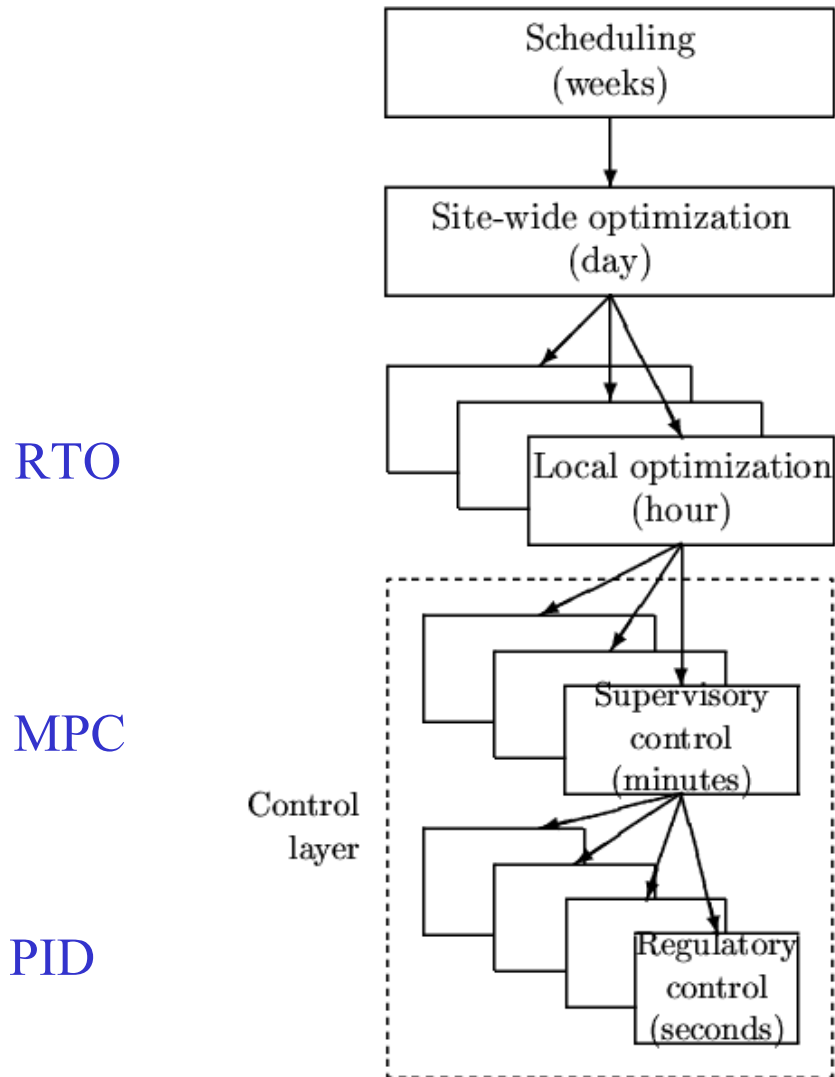 Scheduling
(weeks)
Site-wide optimization
(day)
RTO
Local optimization
(hour)
MPC
Supervisory
control
(minutes)
Control
layer
PID
Regulatory
control
(seconds)